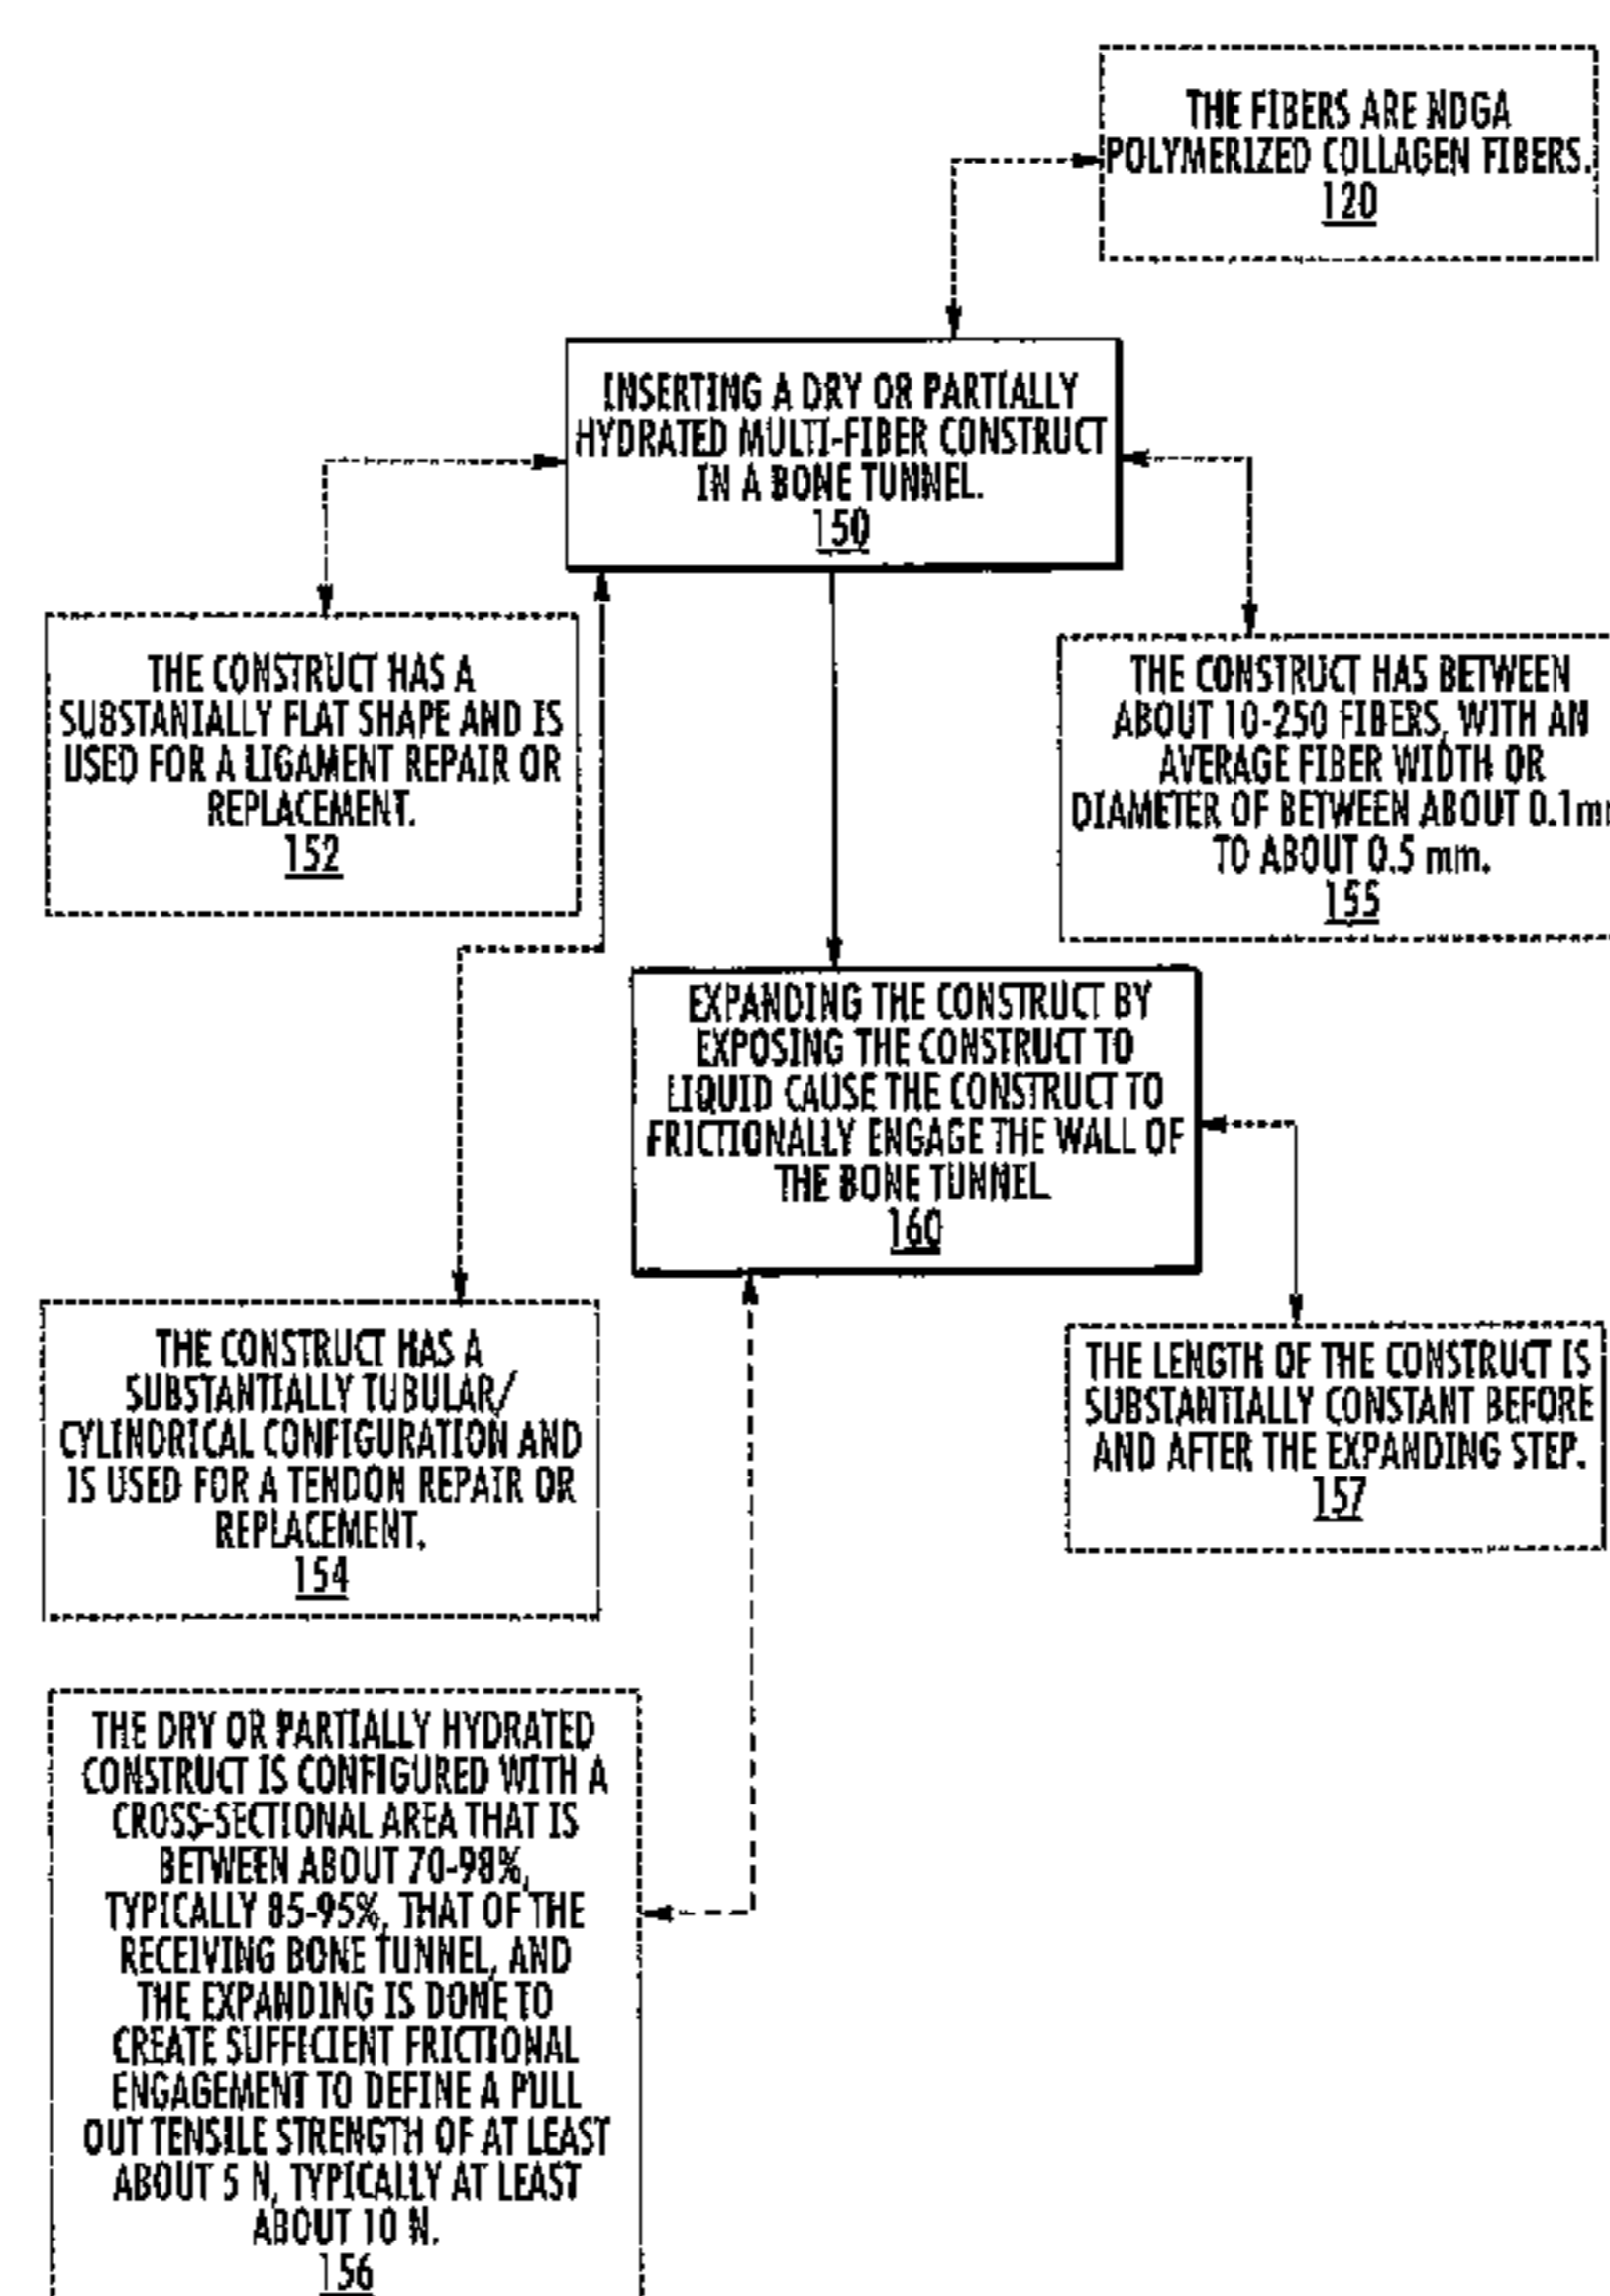 THE FIBERS ARE NDGA
POLYMERIZED COLLAGEN FIBERS.
120
INSERTING A DRY OR PARTIALLY
HYDRATED MULTI-FIBER CONSTRUCT
IN A BONE TUNNEL.
150
THE CONSTRUCT HAS A
SUBSTANIALLY FLAT SHAPE AND IS
USED FOR A LIGAMENT REPAIR OR
REPLACEMENT.
152
THE CONSTRUCT HAS BETWEEN
ABOUT 10-250 FIBERS, WITH AN
AVERAGE FIBER WIDTH OR
DIAMETER OF BETWEEN ABOUT 0.1m
TO ABOUT 0.5 mm.
155
EXPANDING THE CONSTRUCT BY
EXPOSING THE CONSTRUCT TO
LIQUID CAUSE THE CONSTRUCT TO
FRICTIONALLY ENGAGE THE WALL OF
THE BONE TUNNEL.
160
THE CONSTRUCT HAS A
SUBSTANTIALLY TUBULAR/
CYLINDRICAL CONFIGURATION AND
IS USED FOR A TENDON REPAIR OR
REPLACEMENT.
154
THE LENGTH OF THE CONSTRUCT IS
SUBSTANTIALLY CONSTANT BEFORE
AND AFTER THE EXPANDING STEP.
157
THE DRY OR PARTIALLY HYDRATED
CONSTRUCT IS CONFIGURED WITH A
CROSS-SECTIONAL AREA THAT IS
BETWEEN ABOUT 70-98%,
TYPICALLY 85-95%, THAT OF THE
RECEIVING BONE TUNNEL, AND
THE EXPANDING IS DONE TO
CREATE SUFFICIENT FRICTIONAL
ENGAGEMENT TO DEFINE A PULL
OUT TENSILE STRENGTH OF AT LEAST
ABOUT 5 N, TYPICALLY AT LEAST
ABOUT 10 N.
156